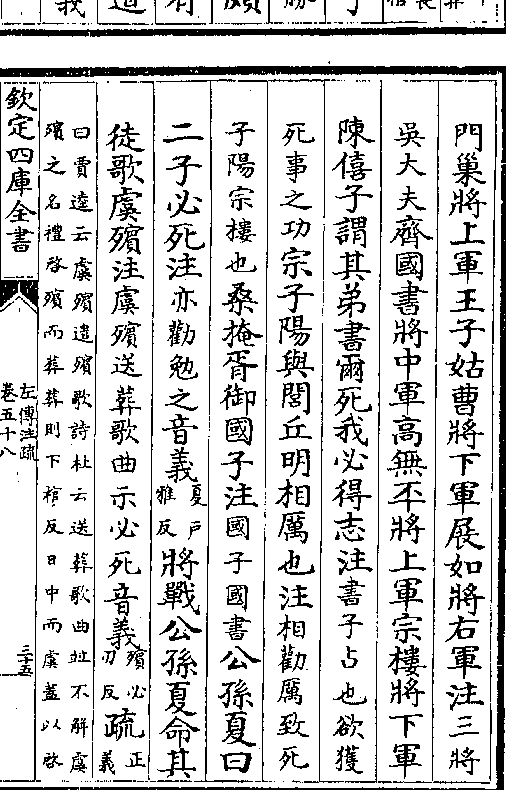 門巢將上軍王子姑曹將下軍展如將右軍注三將
吳大夫齊國書將中軍高無㔻將上軍宗樓將下軍
陳僖子謂其弟書爾死我必得志注書子占也欲獲
死事之功宗子陽與閭丘明相厲也注相勸厲致死
子陽宗樓也桑掩胥御國子注國子國書公孫夏曰
二子必死注亦勸勉之音義夏戶雅反將戰公孫夏命其
徒歌虞殯注虞殯送葬歌曲示必死音義殯必刃反疏正義
曰賈逵云虞殯遣殯歌詩杜云送葬歌曲並不解虞
殯之名禮啓殯而葬葬則下棺反日中而虞蓋以啓
欽定四庫全書
左傳注疏
卷五十八
三十五